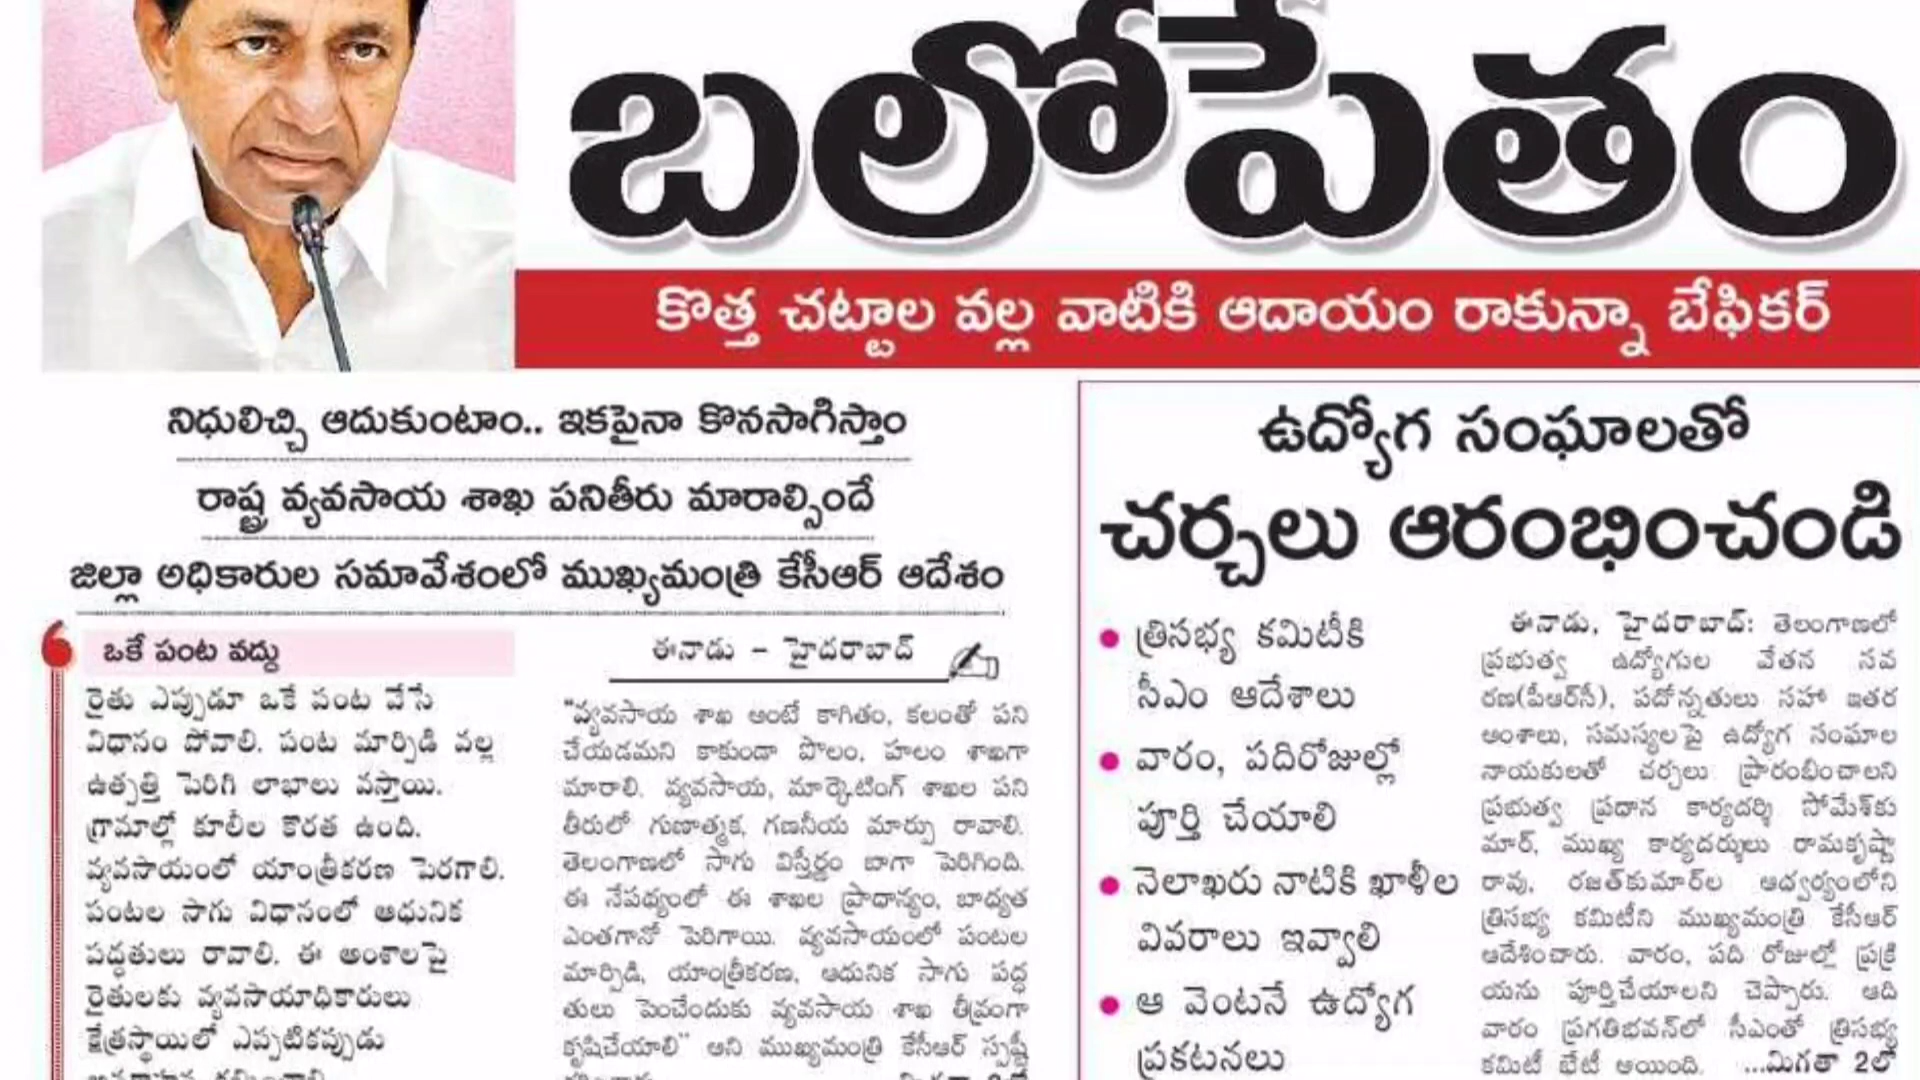 బలోపేతం
కొత్త చట్టాల వల్ల వాటికి ఆదాయం రాకున్నా బేఫికర్
నిధులిచ్చి ఆదుకుంటాం.. ఇకపైనా కొనసాగిస్తాం
రాష్ట్ర వ్యవసాయ శాఖ పనితీరు మారాల్సిందే
జిల్లా అధికారుల సమావేశంలో ముఖ్యమంత్రి కేసీఆర్ ఆదేశం
ఒకే పంట వద్దు
రైతు ఎప్పుడూ ఒకే పంట వేసే
విధానం పోవాలి. పంట మార్పిడి వల్ల
ఉత్పత్తి పెరిగి లాభాలు వస్తాయి.
గ్రామాల్లో కూలీల కొరత ఉంది.
వ్యవసాయంలో యాంత్రీకరణ పెరగాలి.
పంటల సాగు విధానంలో ఆధునిక
పద్ధతులు రావాలి. ఈ అంశాలపై
రైతులకు వ్యవసాయాధికారులు
క్షేత్రస్థాయిలో ఎప్పటికప్పుడు
ఈనాడు - హైదరాబాద్
"వ్యవసాయ శాఖ అంటే కాగితం, కలంతో పని
చేయడమని కాకుండా పొలం, హలం శాఖగా
మారాలి. వ్యవసాయ, మార్కెటింగ్ శాఖల పని
తీరులో గుణాత్మక, గణనీయ మార్పు రావాలి.
తెలంగాణలో సాగు విస్తీర్ణం బాగా పెరిగింది.
ఈ నేపథ్యంలో ఈ శాఖల ప్రాధాన్యం, బాధ్యత
ఎంతగానో పెరిగాయి. వ్యవసాయంలో పంటల
మార్పిడి, యాంత్రీకరణ, ఆధునిక సాగు పద్ధ
తులు పెంచేందుకు వ్యవసాయ శాఖ తీవ్రంగా
కృషిచేయాలి" అని ముఖ్యమంత్రి కేసీఆర్ స్పష్టీ
ఉద్యోగ సంఘాలతో
చర్చలు ఆరంభించండి
• త్రిసభ్య కమిటీకి
సీఎం ఆదేశాలు
• వారం, పదిరోజుల్లో
పూర్తి చేయాలి
• నెలాఖరు నాటికి ఖాళీల
వివరాలు ఇవ్వాలి
• ఆ వెంటనే ఉద్యోగ
ప్రకటనలు
ఈనాడు, హైదరాబాద్: తెలంగాణలో
ప్రభుత్వ ఉద్యోగుల వేతన సవ
రణ(పీఆర్‌సీ), పదోన్నతులు సహా ఇతర
అంశాలు, సమస్యలపై ఉద్యోగ సంఘాల
నాయకులతో చర్చలు ప్రారంభించాలని
ప్రభుత్వ ప్రధాన కార్యదర్శి సోమేశ్‌కు
మార్, ముఖ్య కార్యదర్శులు రామకృష్ణా
రావు, రజత్‌కుమార్‌ల ఆధ్వర్యంలోని
త్రిసభ్య కమిటీని ముఖ్యమంత్రి కేసీఆర్
ఆదేశించారు. వారం, పది రోజుల్లో ప్రక్రి
యను పూర్తిచేయాలని చెప్పారు. ఆది
వారం ప్రగతిభవన్‌లో సీఎంతో త్రిసభ్య
కమిటీ భేటీ అయింది. ...మిగతా 2లో